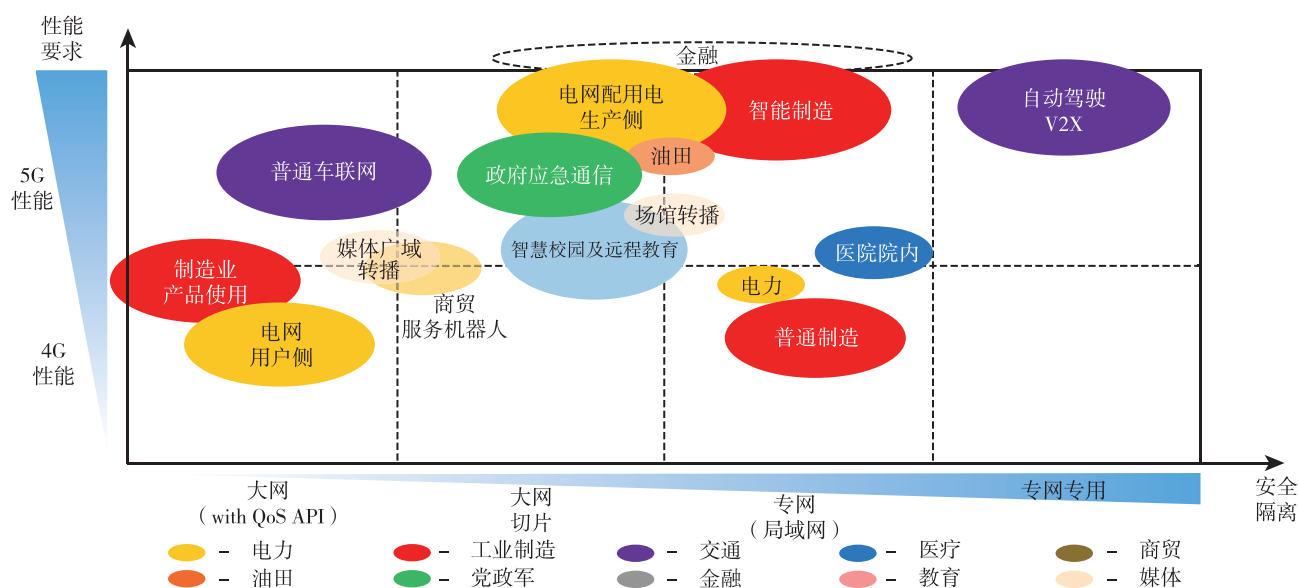 性能
要求
金融
电网配用电
生产侧
智能制造
自动驾驶
V2X
普通车联网
政府应急通信
油田
5G
性能
场馆转播
媒体广域
转播
智慧校园及远程教育
医院院内
制造业
产品使用
电力
商贸
服务机器人
电网
用户侧
普通制造
4G
性能
大网
（with QoS API）
大网
切片
专网
（局域网）
专网专用
安全
隔离
电力
工业制造
交通
医疗
商贸
油田
党政军
金融
教育
媒体